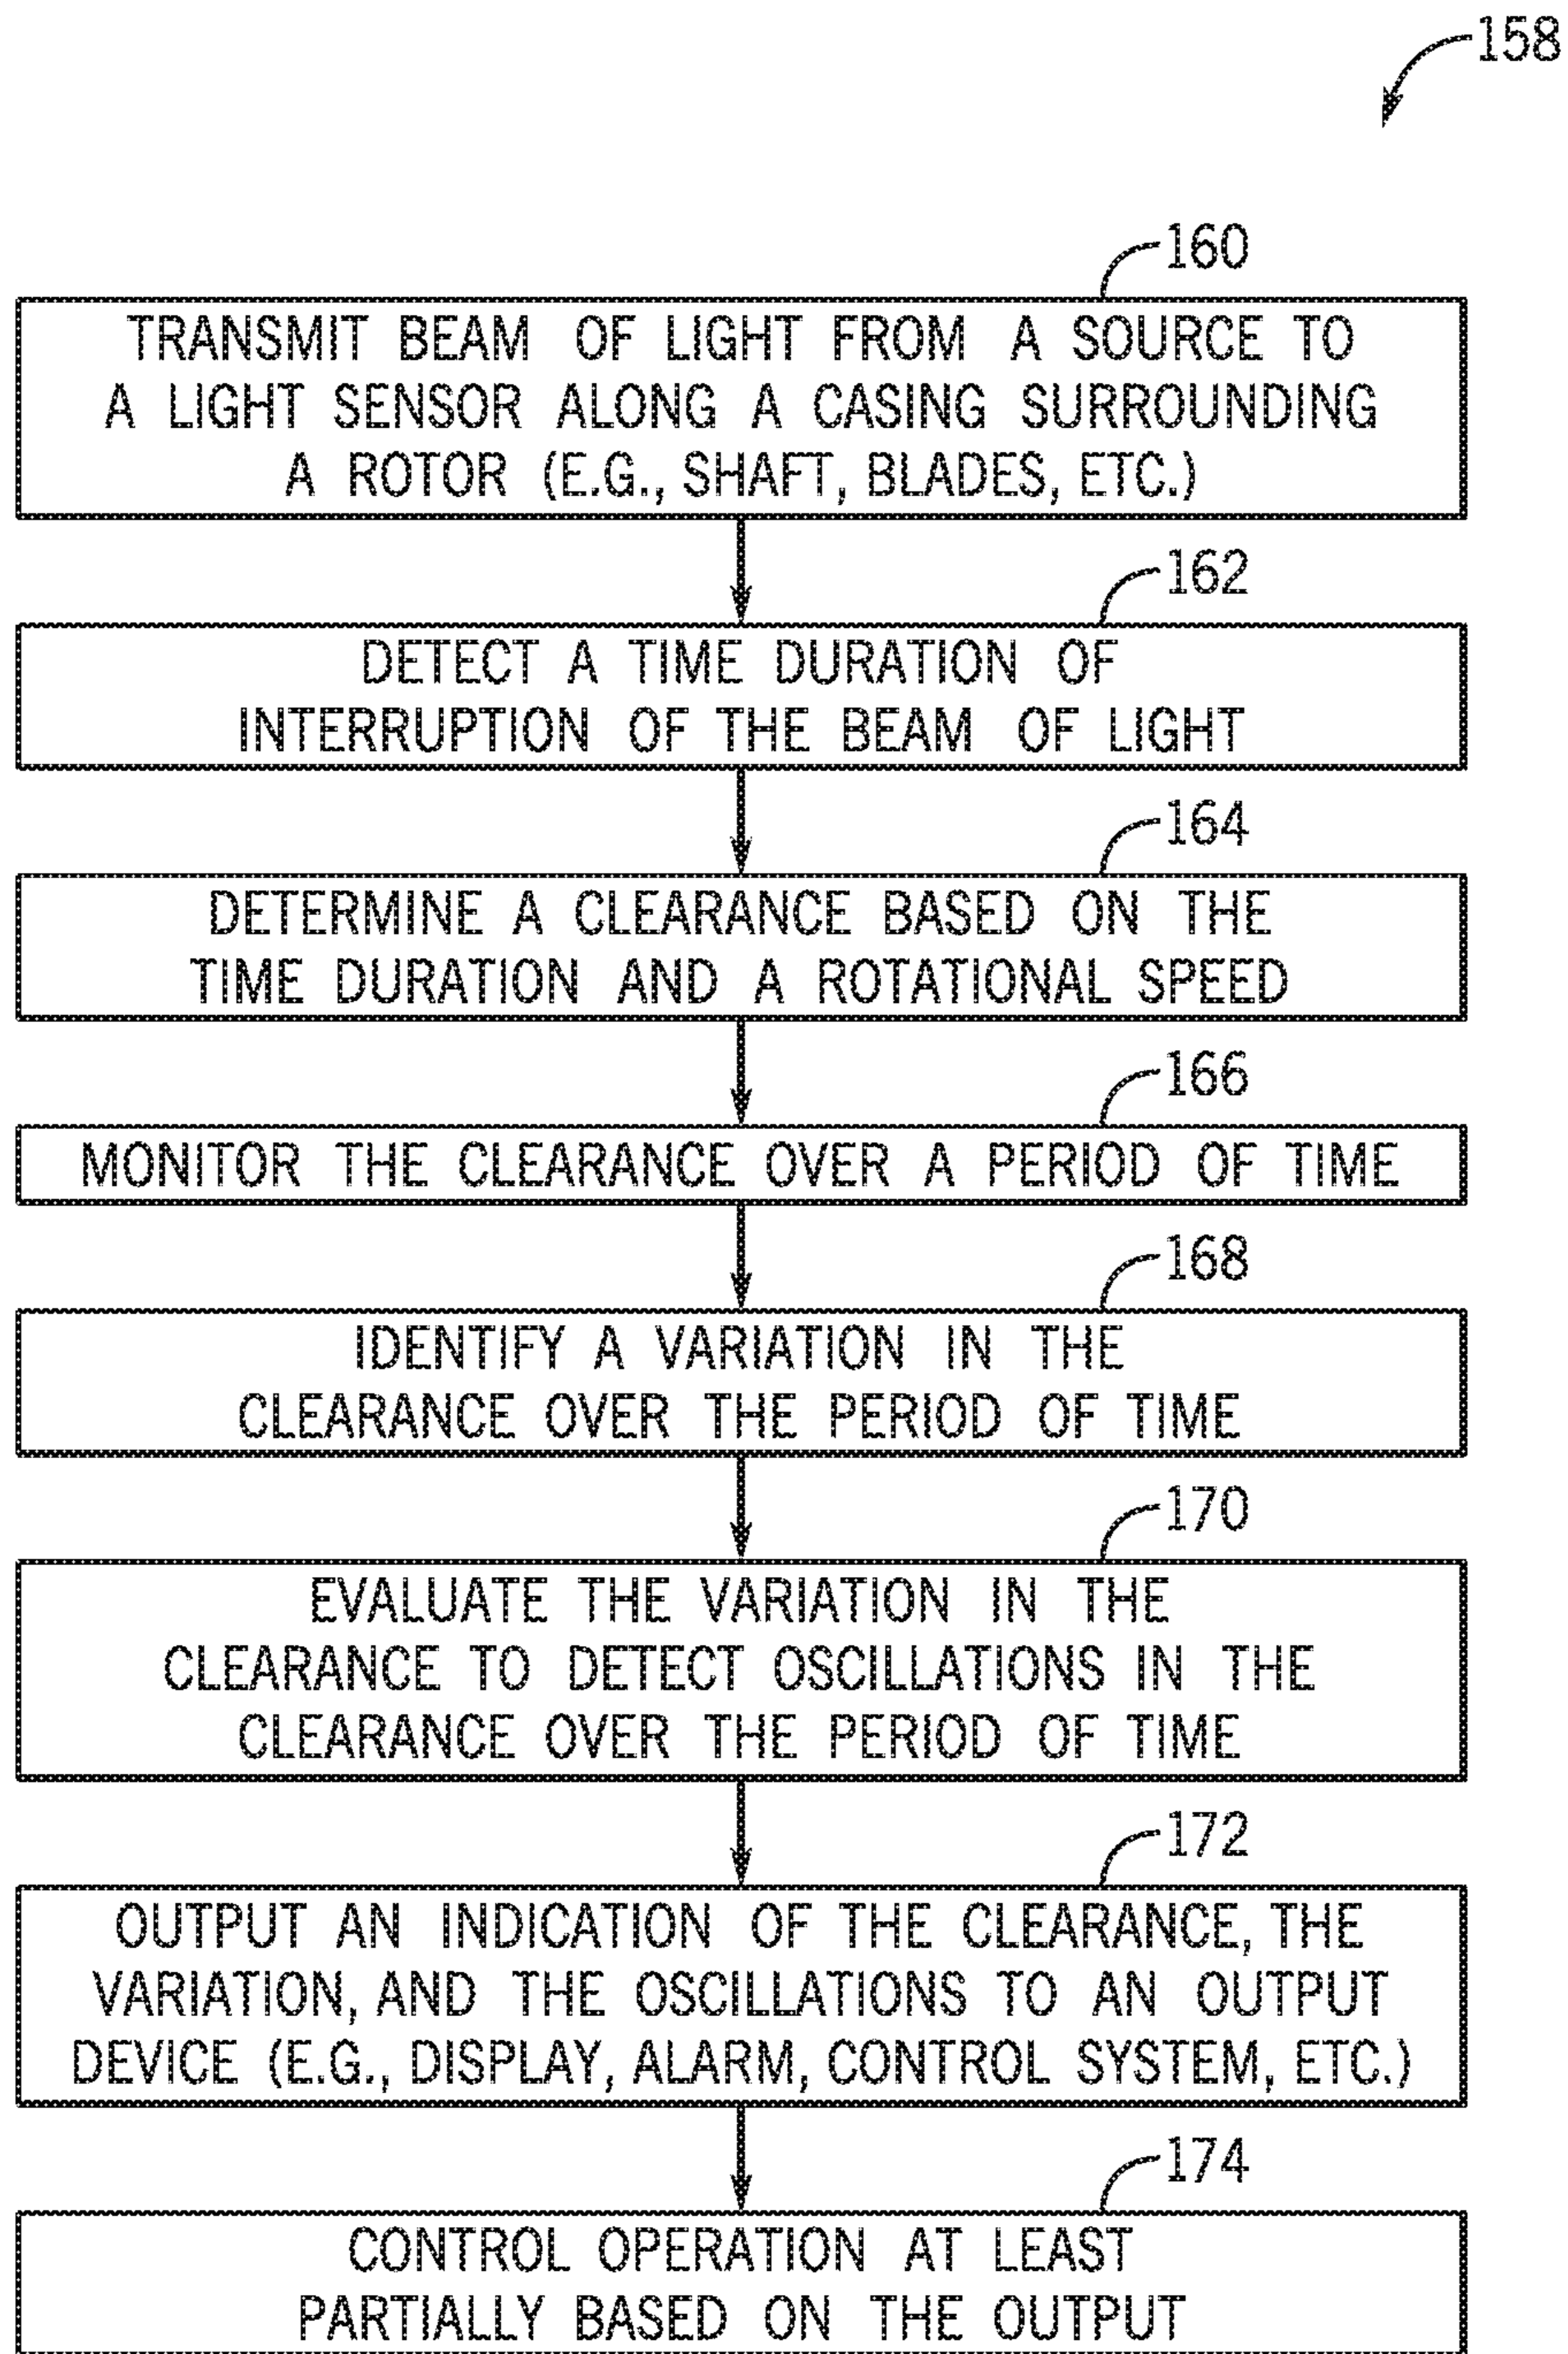 158
160
TRANSMIT BEAM OF LIGHT FROM A SOURCE TO
A LIGHT SENSOR ALONG A CASING SURROUNDING
A ROTOR (E.G., SHAFT, BLADES, ETC.)
162
DETECT A TIME DURATION OF
INTERRUPTION OF THE BEAM OF LIGHT
164
DETERMINE A CLEARANCE BASED ON THE
TIME DURATION AND A ROTATIONAL SPEED
166
MONITOR THE CLEARANCE OVER A PERIOD OF TIME
168
IDENTIFY A VARIATION IN THE
CLEARANCE OVER THE PERIOD OF TIME
170
EVALUATE THE VARIATION IN THE
CLEARANCE TO DETECT OSCILLATIONS IN THE
CLEARANCE OVER THE PERIOD OF TIME
172
OUTPUT AN INDICATION OF THE CLEARANCE, THE
VARIATION, AND THE OSCILLATIONS TO AN OUTPUT
DEVICE (E.G., DISPLAY, ALARM, CONTROL SYSTEM, ETC.)
174
CONTROL OPERATION AT LEAST
PARTIALLY BASED ON THE OUTPUT